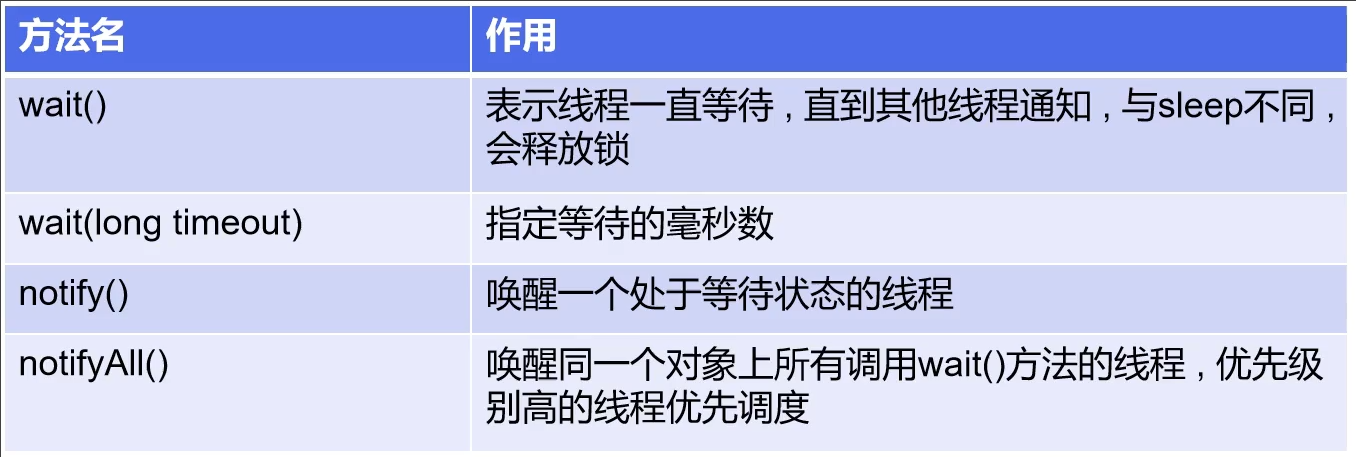 方法名
作用
wait()
表示线程一直等待 , 直到其他线程通知 , 与sleep不同 ,
会释放锁
wait(long timeout)
指定等待的毫秒数
notify()
唤醒一个处于等待状态的线程
notifyAll()
唤醒同一个对象上所有调用wait()方法的线程 , 优先级
别高的线程优先调度